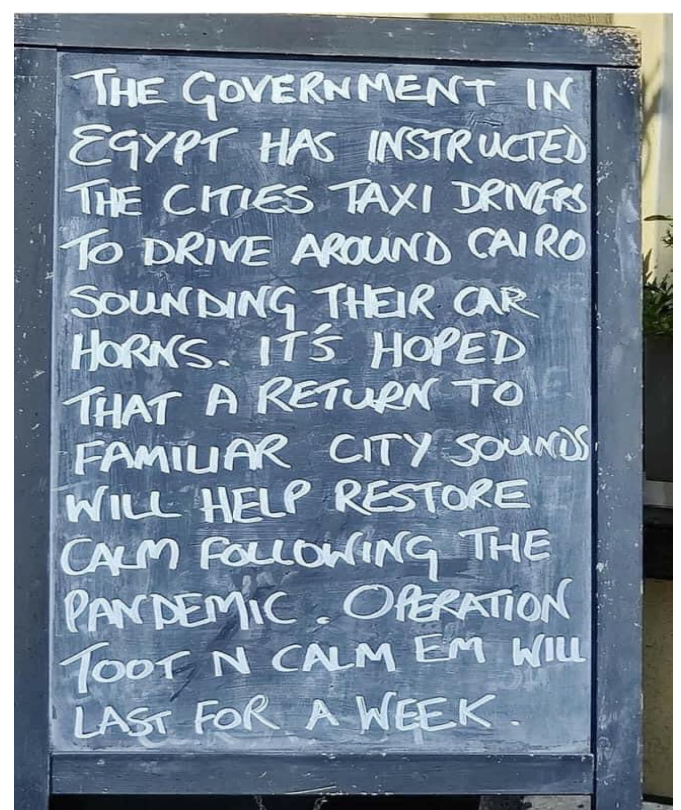 THE GOVERNMENT IN
EGYPT HAS INSTRUCTED
THE CITIES TAXI DRIVERS
TO DRIVE AROUND CAIRO
SOUNDING THEIR CAR
HORNS. IT'S HOPED
THAT A RETURN TO
FAMILIAR CITY SOUNDS
WILL HELP RESTORE
CALM FOLLOWING THE
PANDEMIC. OPERATION
TOOT N CALM EM WILL
LAST FOR A WEEK.